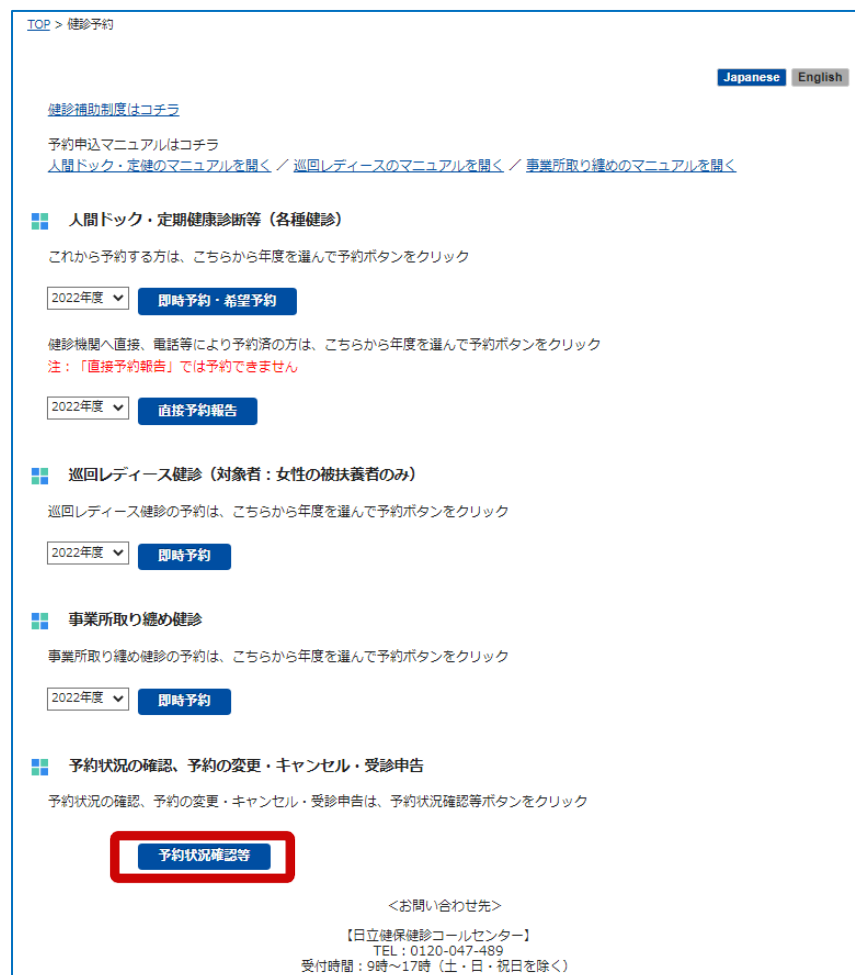 TOP > 健診予約
Japanese English
健診補助制度はコチラ
予約申込マニュアルはコチラ
人間ドック・定健のマニュアルを開く / 巡回レディースのマニュアルを開く / 事業所取り纏めのマニュアルを開く
人間ドック・定期健康診断等（各種健診）
これから予約する方は、こちらから年度を選んで予約ボタンをクリック
2022年度 即時予約・希望予約
健診機関へ直接、電話等により予約済の方は、こちらから年度を選んで予約ボタンをクリック
注：「直接予約報告」では予約できません
2022年度 直接予約報告
巡回レディース健診（対象者：女性の被扶養者のみ）
巡回レディース健診の予約は、こちらから年度を選んで予約ボタンをクリック
2022年度 即時予約
事業所取り纏め健診
事業所取り纏め健診の予約は、こちらから年度を選んで予約ボタンをクリック
2022年度 即時予約
予約状況の確認、予約の変更・キャンセル・受診申告
予約状況の確認、予約の変更・キャンセル・受診申告は、予約状況確認等ボタンをクリック
予約状況確認等
＜お問い合わせ先＞
【日立健保健診コールセンター】
TEL：0120-047-489
受付時間：9時～17時（土・日・祝日を除く）